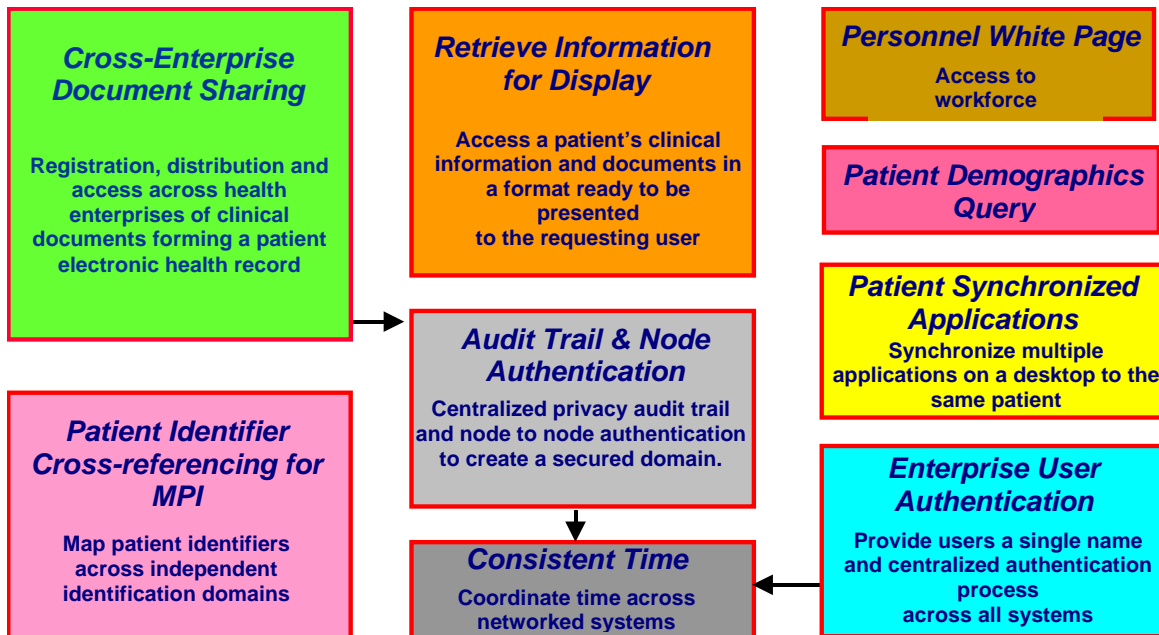 Cross-Enterprise
Document Sharing
Registration, distribution and
access across health
enterprises of clinical
documents forming a patient
electronic health record
Patient Identifier
Cross-referencing for
MPI
Map patient identifiers
across independent
identification domains
Retrieve Information
for Display
Access a patient’s clinical
information and documents in
a format ready to be
presented
to the requesting user
Audit Trail & Node
Authentication
Centralized privacy audit trail
and node to node authentication
to create a secured domain.
Consistent Time
Coordinate time across
networked systems
Personnel White Page
Access to
workforce
Patient Demographics
Query
Patient Synchronized
Applications
Synchronize multiple
applications on a desktop to the
same patient
Enterprise User
Authentication
Provide users a single name
and centralized authentication
process
across all systems